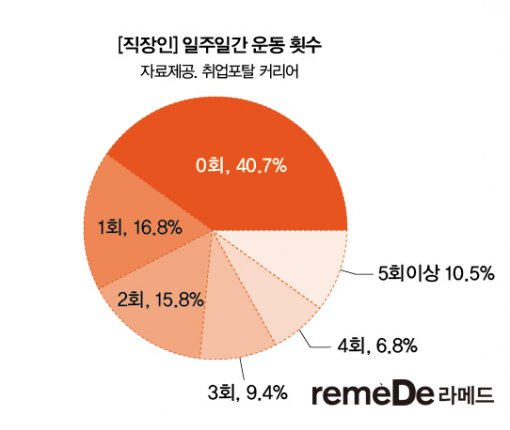 [직장인] 일주일간 운동 횟수
자료제공. 취업포탈 커리어
0회, 40.7%
1회, 16.8%
2회, 15.8%
3회, 9.4%
4회, 6.8%
5회이상 10.5%
remeDe 라메드